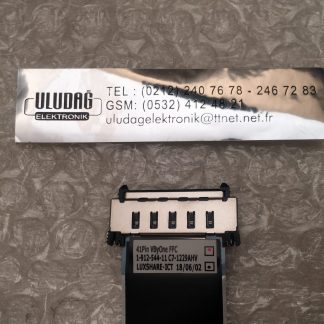 ULUDAĞ
ELEKTRONİK
TEL : (0212) 240 76 78 - 246 72 83
GSM: (0532) 412 48 21
uludagelektronik@ttnet.net.fr
41Pin VByOne FFC
1-912-544-11 C7-1229AHV
LUXSHARE-ICT 18/06/02